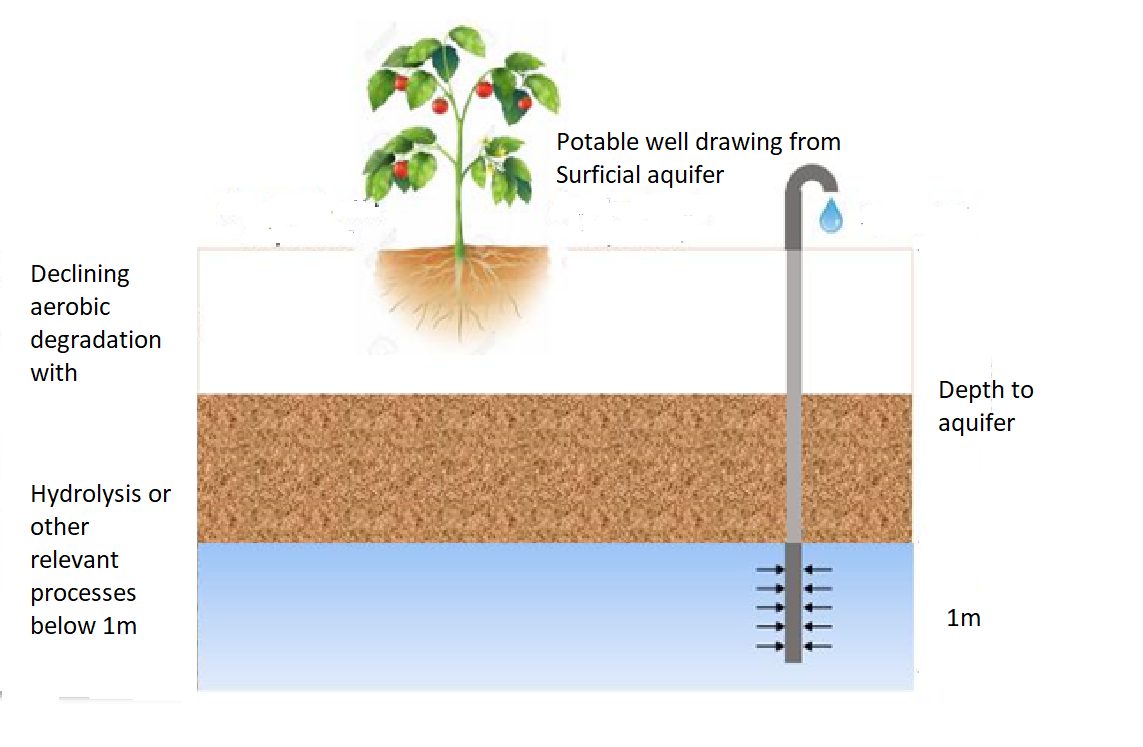 Potable well drawing from
Surficial aquifer
Declining
aerobic
degradation
with
Depth to
aquifer
Hydrolysis or
other
relevant
processes
below 1m
1m